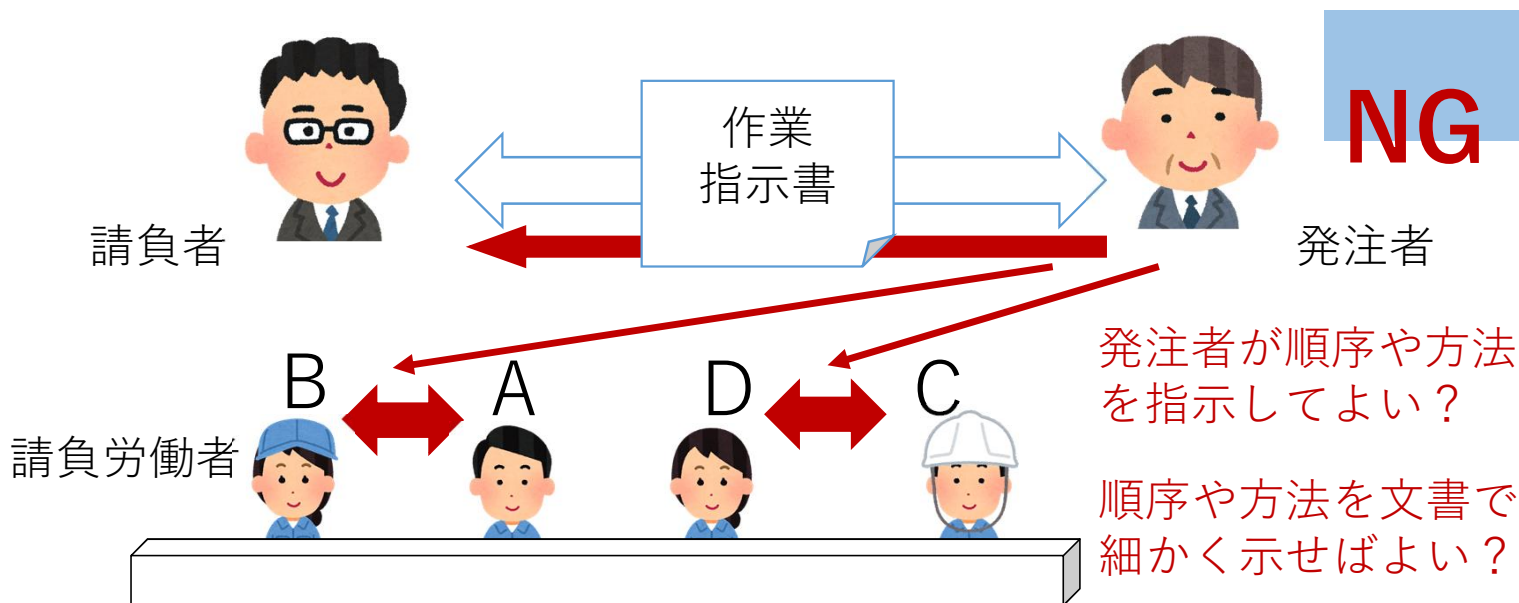 作業
指示書
NG
請負者
発注者
B
A
D
C
発注者が順序や方法
を指示してよい？
請負労働者
順序や方法を文書で
細かく示せばよい？